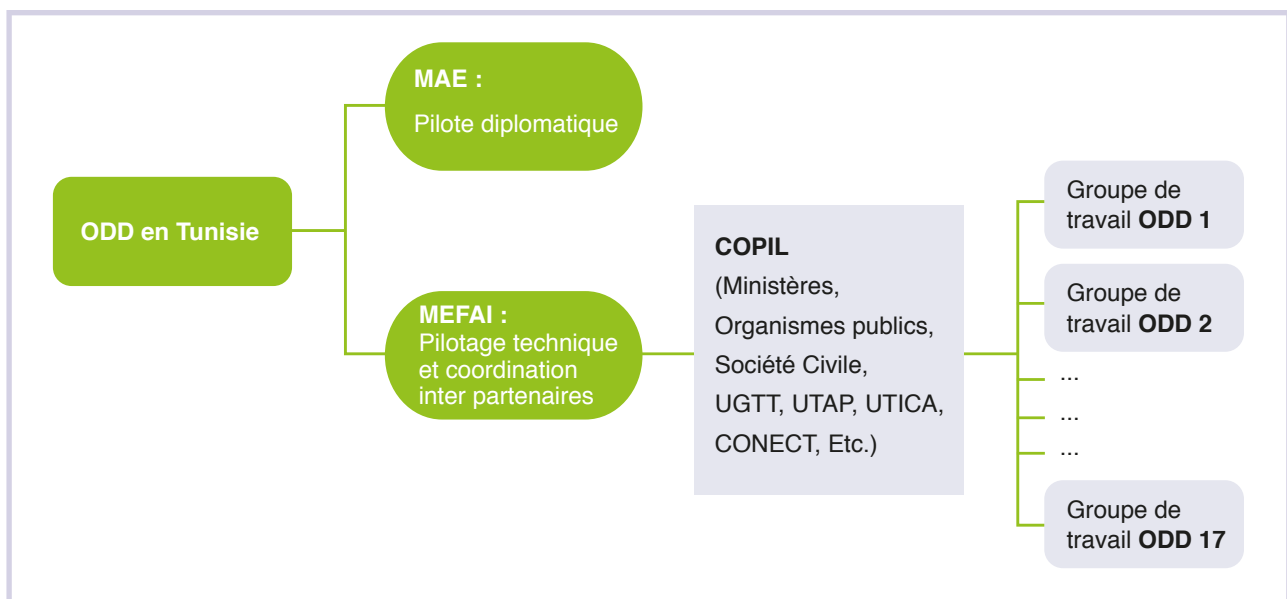 ODD en Tunisie
MAE :
Pilote diplomatique
MEFAI :
Pilotage technique
et coordination
inter partenaires
COPIL
(Ministères,
Organismes publics,
Société Civile,
UGTT, UTAP, UTICA,
CONECT, Etc.)
Groupe de
travail ODD 1
Groupe de
travail ODD 2
...
...
...
Groupe de
travail ODD 17